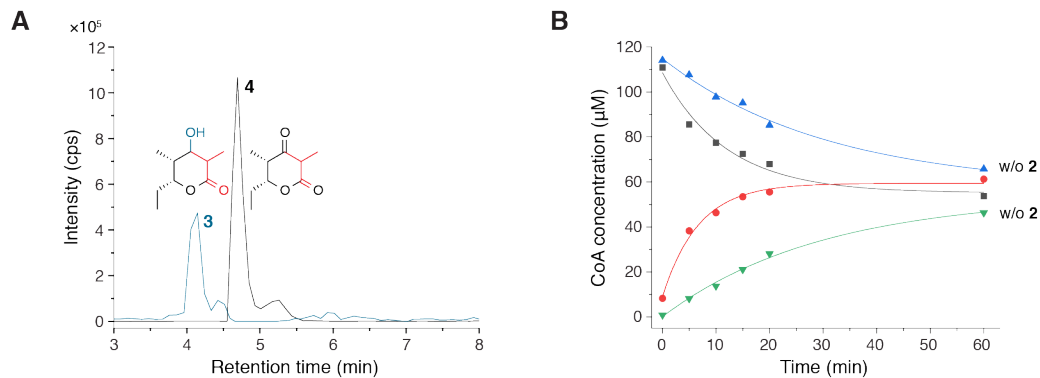 A
×10⁵
12
10
8
6
4
2
0
Intensity (cps)
3
4
5
6
7
8
Retention time (min)
OH
O
O
3
O
O
O
4
B
120
100
80
60
40
20
0
CoA concentration (µM)
0
10
20
30
40
50
60
Time (min)
w/o 2
w/o 2